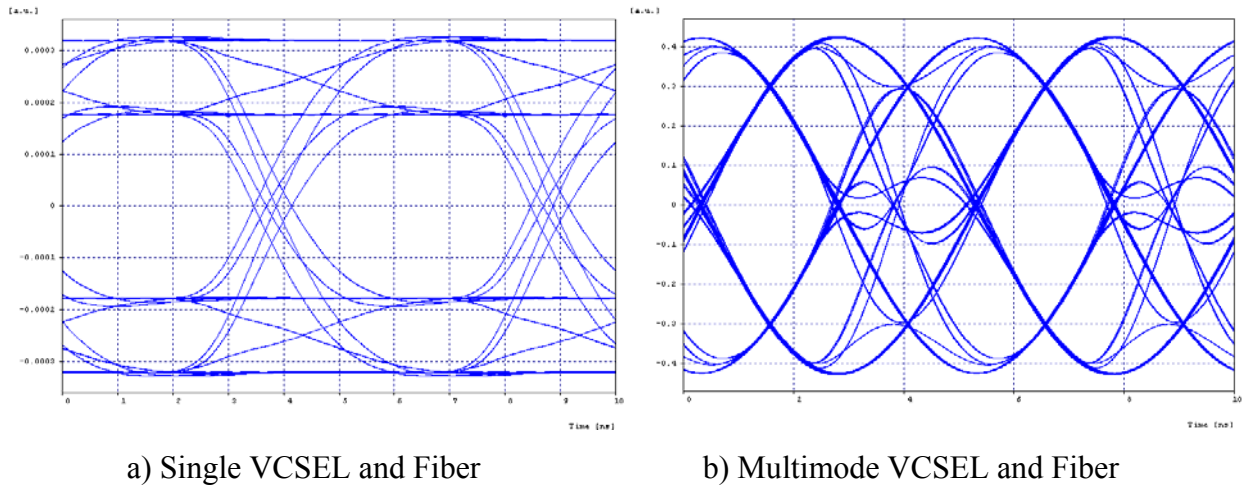 [a.u.]
0.0003
0.0002
0.0001
0
-0.0001
-0.0002
-0.0003
0 1 2 3 4 5 6 7 8 9 10
Time [ns]
[a.u.]
0.4
0.3
0.2
0.1
0
-0.1
-0.2
-0.3
-0.4
0 2 4 6 8 10
Time [ns]
a) Single VCSEL and Fiber
b) Multimode VCSEL and Fiber